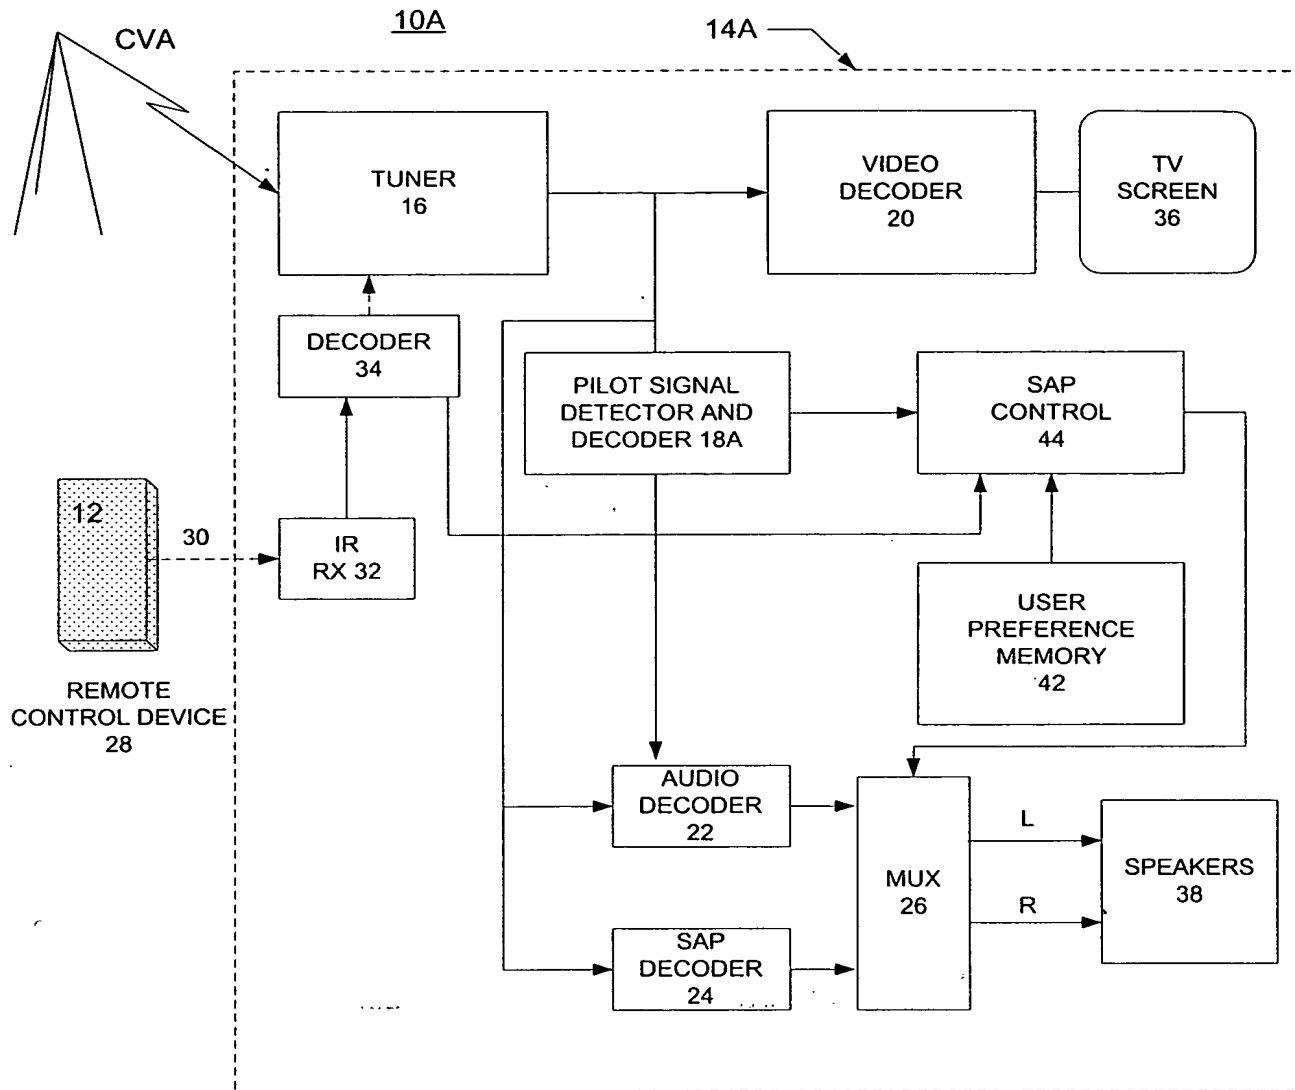 10A
14A
CVA
TUNER
16
VIDEO
DECODER
20
TV
SCREEN
36
DECODER
34
PILOT SIGNAL
DETECTOR AND
DECODER 18A
SAP
CONTROL
44
12
30
IR
RX 32
USER
PREFERENCE
MEMORY
42
REMOTE
CONTROL DEVICE
28
AUDIO
DECODER
22
MUX
26
L
R
SPEAKERS
38
SAP
DECODER
24